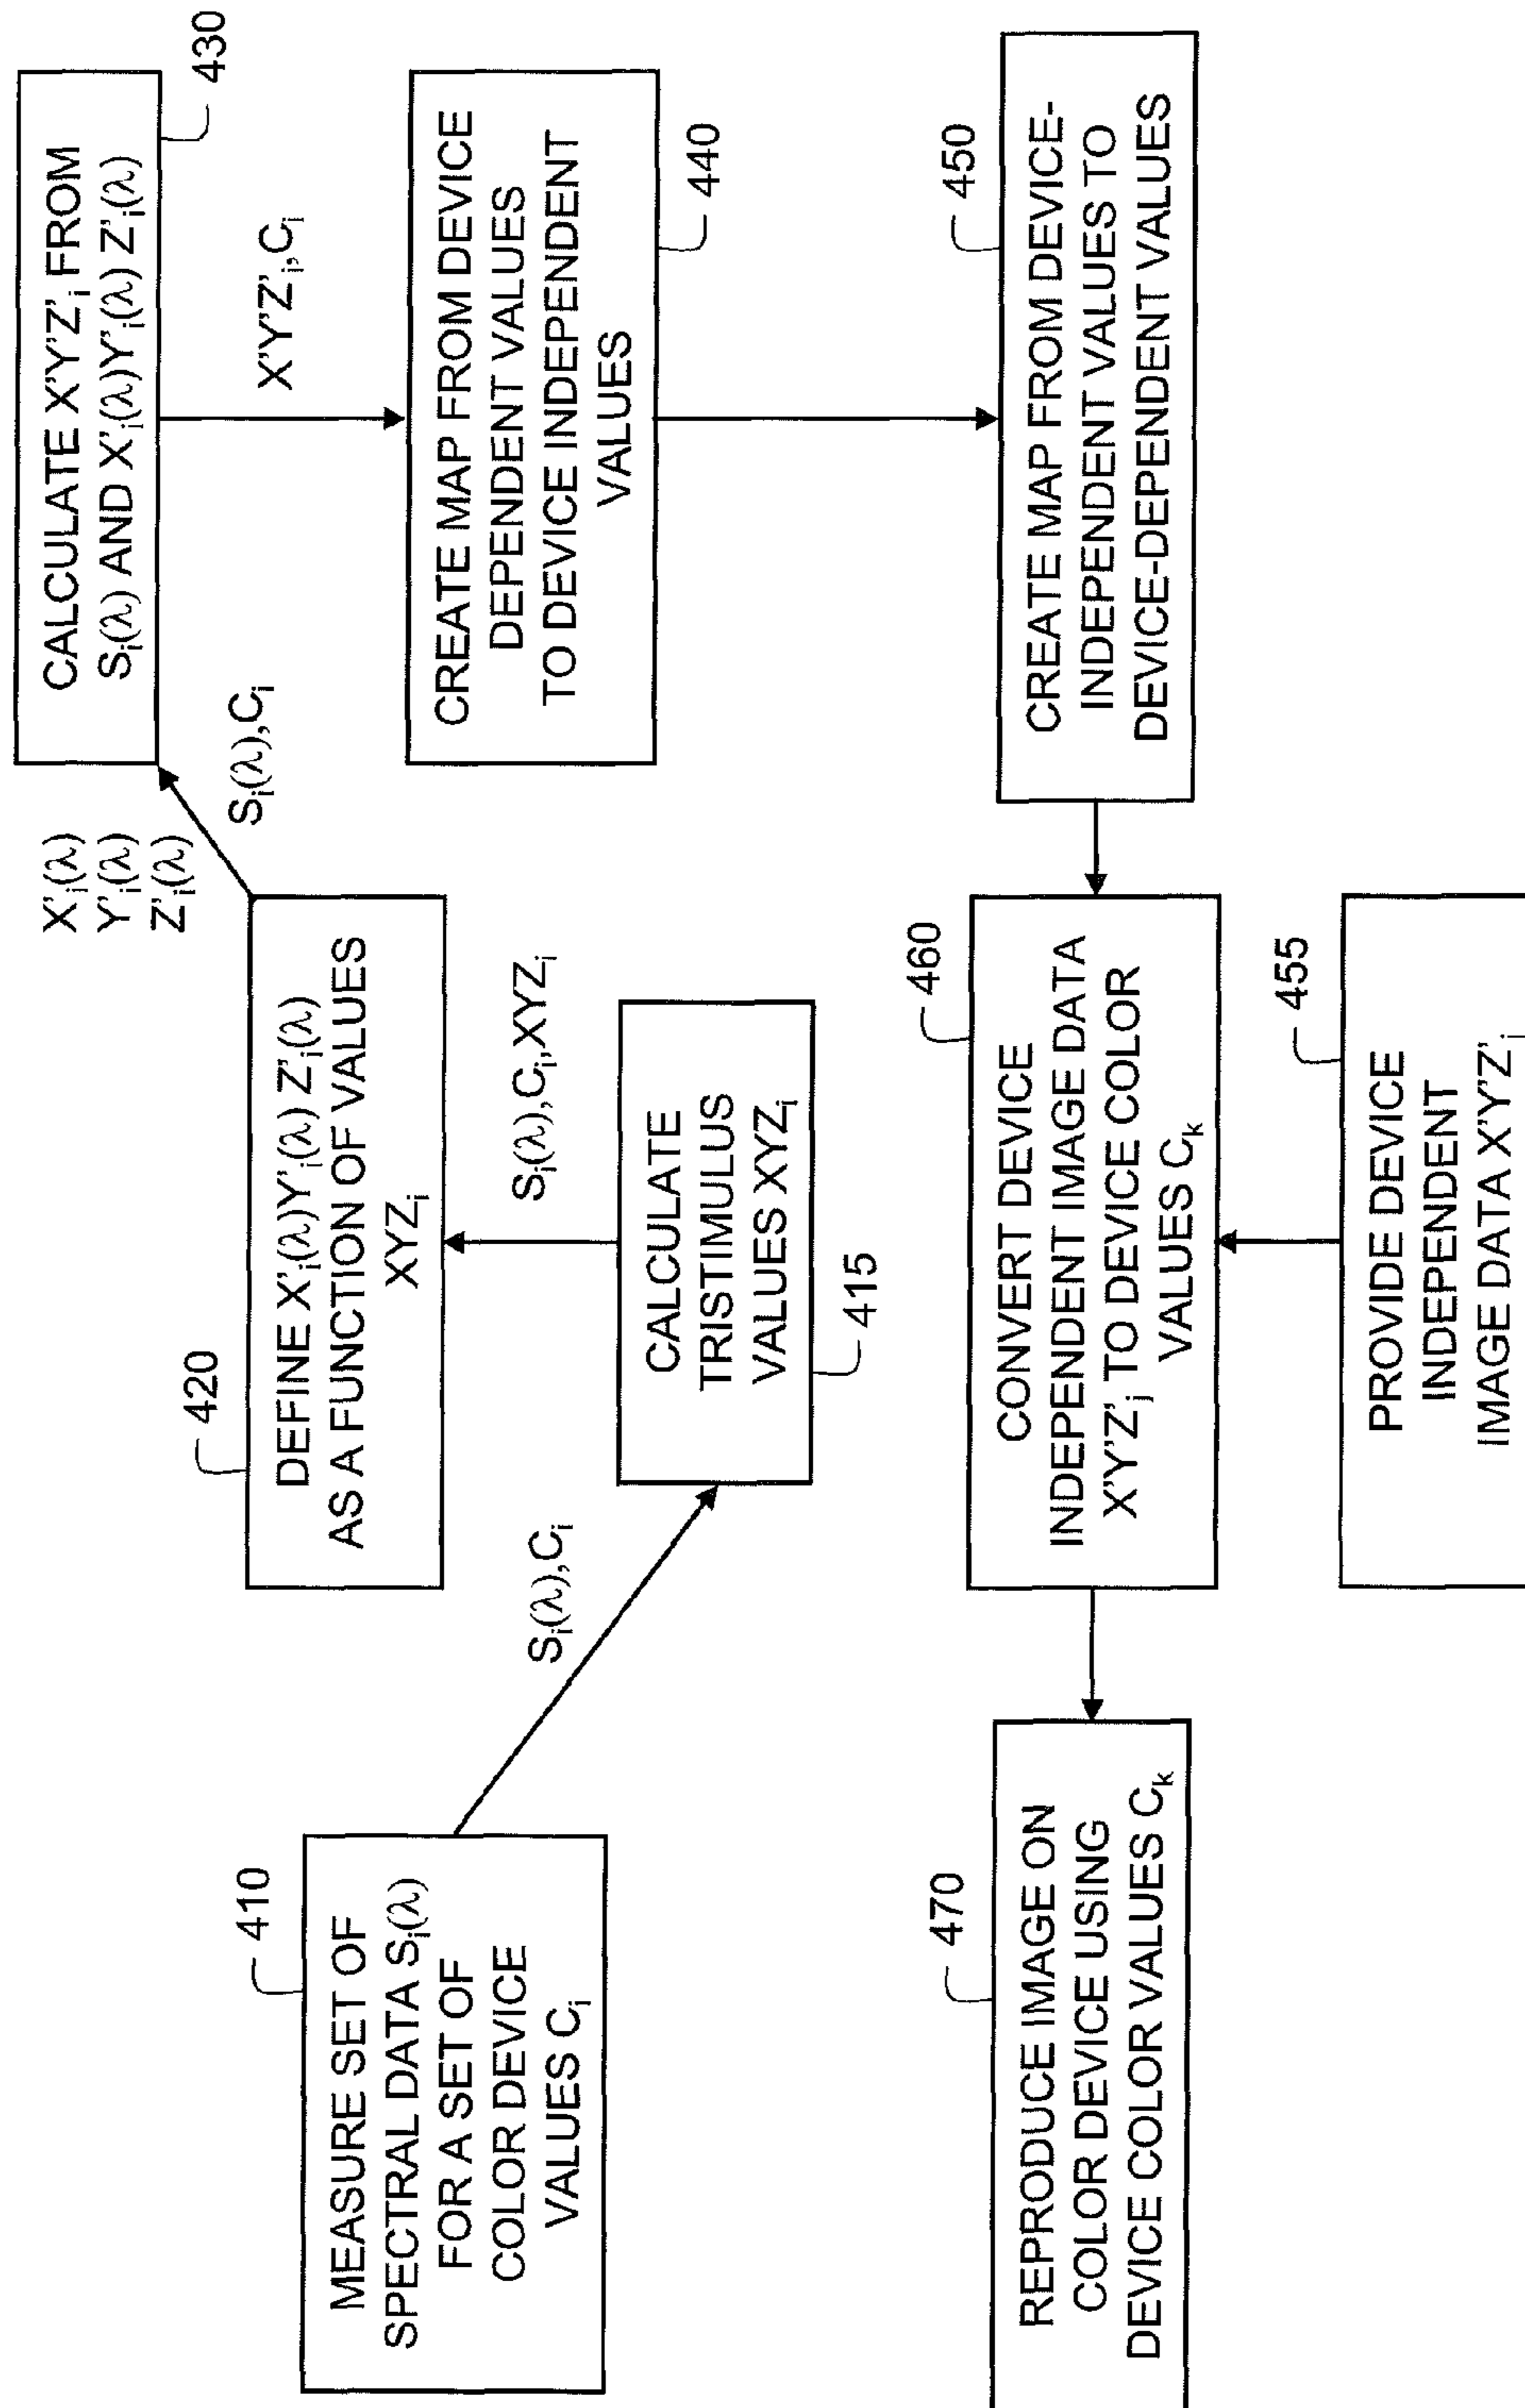 410
MEASURE SET OF
SPECTRAL DATA Sᵢ(λ)
FOR A SET OF
COLOR DEVICE
VALUES Cᵢ
Sᵢ(λ),Cᵢ
CALCULATE
TRISTIMULUS
VALUES XYZᵢ
415
Sᵢ(λ),Cᵢ,XYZᵢ
420
DEFINE X'ᵢ(λ)Y'ᵢ(λ) Z'ᵢ(λ)
AS A FUNCTION OF VALUES
XYZᵢ
X'ᵢ(λ)
Y'ᵢ(λ)
Z'ᵢ(λ)
Sᵢ(λ),Cᵢ
CALCULATE X'Y'Z'ᵢ FROM
Sᵢ(λ) AND X'ᵢ(λ)Y'ᵢ(λ) Z'ᵢ(λ)
430
X'Y'Z'ᵢ,Cᵢ
CREATE MAP FROM DEVICE
DEPENDENT VALUES
TO DEVICE INDEPENDENT
VALUES
440
450
CREATE MAP FROM DEVICE-
INDEPENDENT VALUES TO
DEVICE-DEPENDENT VALUES
460
CONVERT DEVICE
INDEPENDENT IMAGE DATA
X'Y'Z'ⱼ TO DEVICE COLOR
VALUES Cₖ
455
PROVIDE DEVICE
INDEPENDENT
IMAGE DATA X'Y'Z'ⱼ
470
REPRODUCE IMAGE ON
COLOR DEVICE USING
DEVICE COLOR VALUES Cₖ